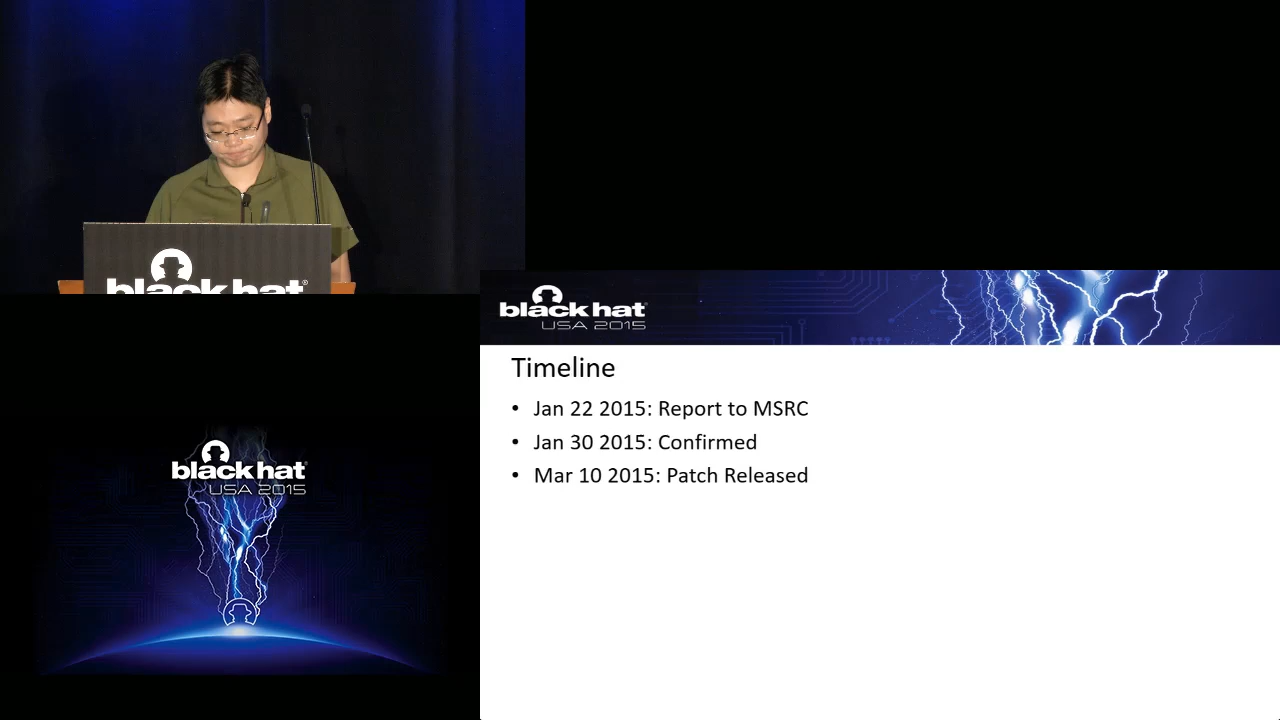 black hat
black hat
USA 2015
Timeline
• Jan 22 2015: Report to MSRC
• Jan 30 2015: Confirmed
• Mar 10 2015: Patch Released
black hat
USA 2015